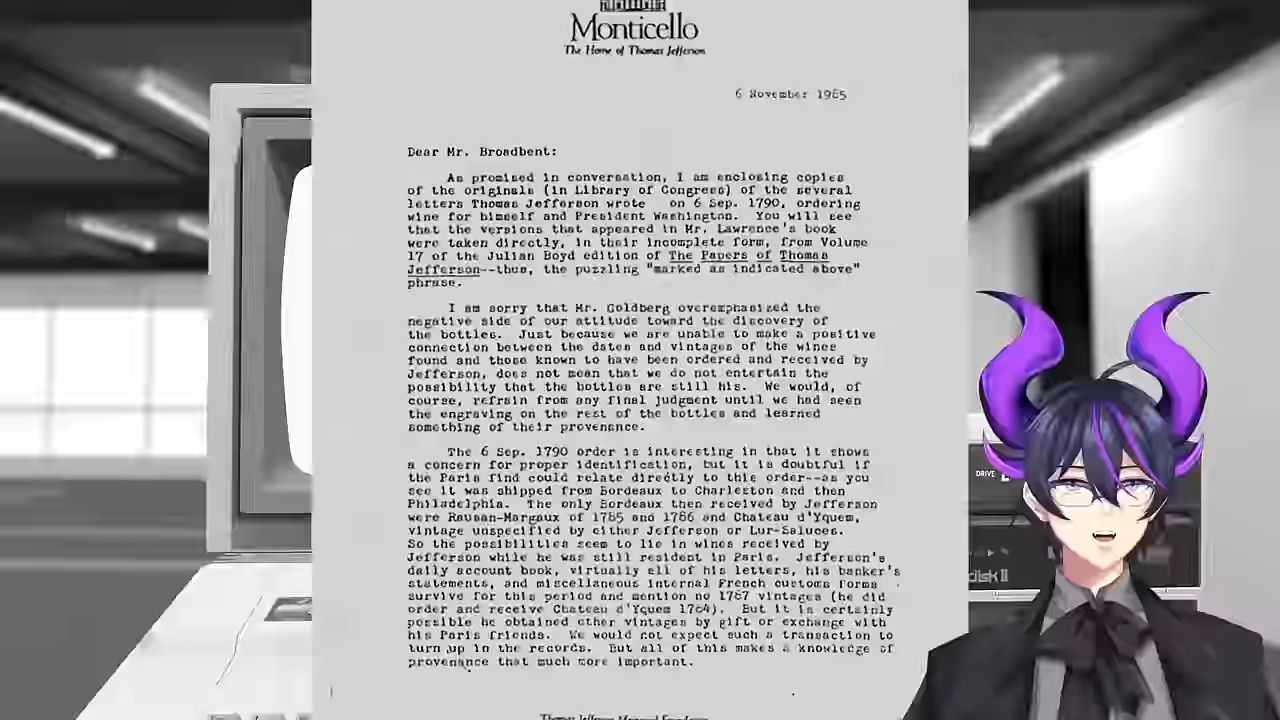 Monticello
The Home of Thomas Jefferson
6 November 1985
Dear Mr. Broadbent:
As promised in conversation, I am enclosing copies
of the originals (in Library of Congress) of the several
letters Thomas Jefferson wrote on 6 Sep. 1790, ordering
wine for himself and President Washington. You will see
that the versions that appeared in Mr. Lawrence's book
were taken directly, in their incomplete form, from Volume
17 of the Julian Boyd edition of The Papers of Thomas
Jefferson--thus, the puzzling "marked as indicated above"
phrase.
I am sorry that Mr. Goldberg overemphasized the
negative side of our attitude toward the discovery of
the bottles. Just because we are unable to make a positive
connection between the dates and vintages of the wines
found and those known to have been ordered and received by
Jefferson, does not mean that we do not entertain the
possibility that the bottles are still his. We would, of
course, refrain from any final judgment until we had seen
the engraving on the rest of the bottles and learned
something of their provenance.
The 6 Sep. 1790 order is interesting in that it shows
a concern for proper identification, but it is doubtful if
the Paris find could relate directly to this order--as you
see it was shipped from Bordeaux to Charleston and then
Philadelphia. The only Bordeaux then received by Jefferson
were Rausan-Margaux of 1785 and 1786 and Chateau d'Yquem,
vintage unspecified by either Jefferson or Lur-Saluces.
So the possibilities seem to lie in wines received by
Jefferson while he was still resident in Paris. Jefferson's
daily account book, virtually all of his letters, his banker's
statements, and miscellaneous internal French customs forms
survive for this period and mention no 1787 vintages (he did
order and receive Chateau d'Yquem 1784). But it is certainly
possible he obtained other vintages by gift or exchange with
his Paris friends. We would not expect such a transaction to
turn up in the records. But all of this makes a knowledge of
provenance that much more important.
Thomas Jefferson Memorial Foundation
DRIVE
disk II